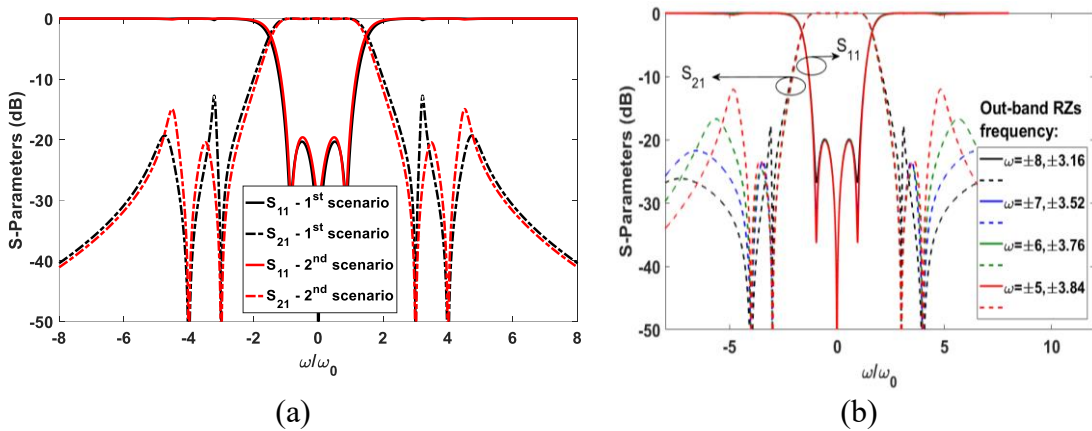 S-Parameters (dB)
0
-10
-20
-30
-40
-50
-8
-6
-4
-2
0
2
4
6
8
ω/ω0
S11 - 1st scenario
S21 - 1st scenario
S11 - 2nd scenario
S21 - 2nd scenario
(a)
S-Parameters (dB)
0
-10
-20
-30
-40
-50
-5
0
5
10
ω/ω0
S11
S21
Out-band RZs
frequency:
ω=±8,±3.16
ω=±7,±3.52
ω=±6,±3.76
ω=±5,±3.84
(b)